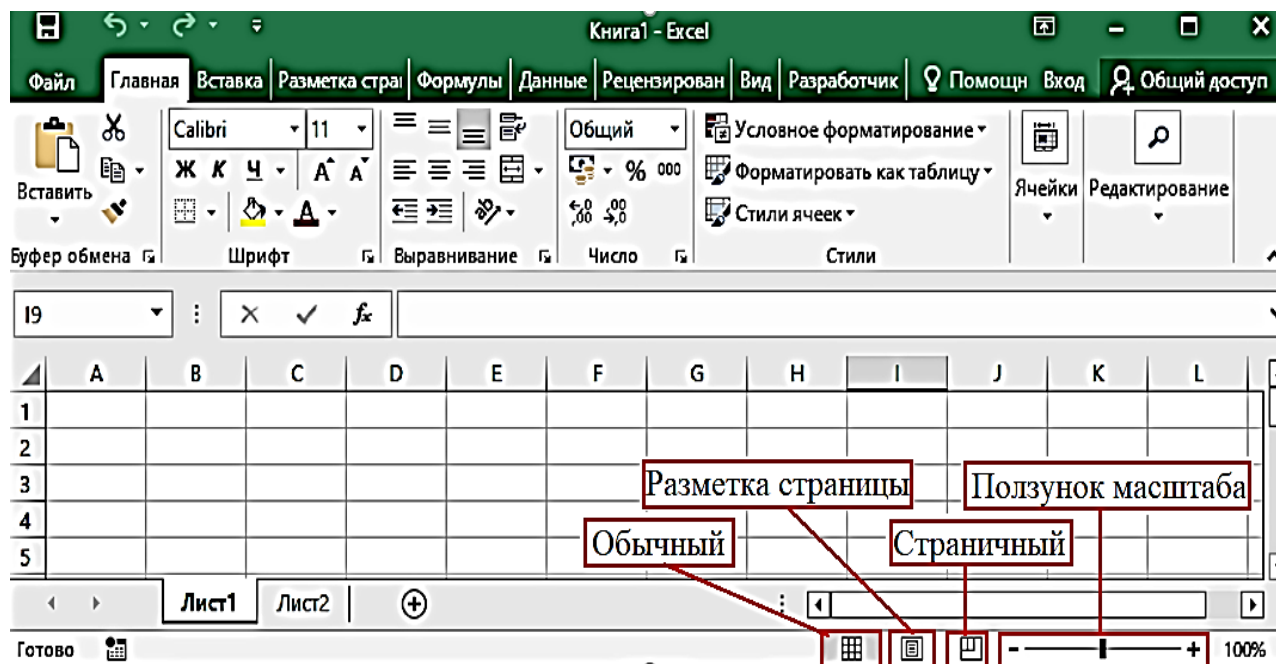 Книга1 - Excel
Файл Главная Вставка Разметка стра Формулы Данные Рецензирован Вид Разработчик Помощн Вход Общий доступ
Calibri 11 Общий Условное форматирование
Ж К Ч А А % 000 Форматировать как таблицу
Вставить А ,00 ,00 Стили ячеек Ячейки Редактирование
Буфер обмена Шрифт Выравнивание Число Стили
I9 fx
A B C D E F G H I J K L
1
2
3
Разметка страницы Ползунок масштаба
4
Обычный Страничный
5
Лист1 Лист2
Готово - + 100%